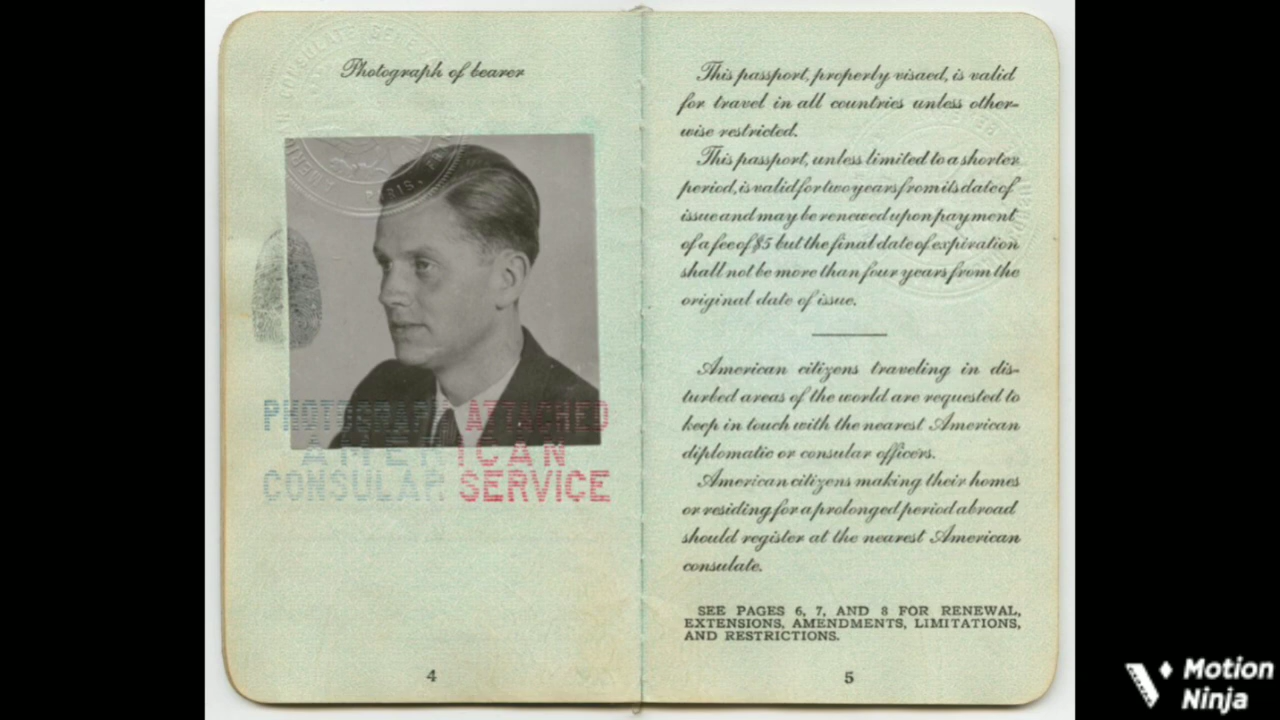 Photograph of bearer
PARIS, FRA
PHOTOGRAPH ATTACHED
AMERICAN
CONSULAR SERVICE
4
This passport, properly visaed, is valid
for travel in all countries unless other-
wise restricted.
This passport, unless limited to a shorter
period, is valid for two years from its date of
issue and may be renewed upon payment
of a fee of $5 but the final date of expiration
shall not be more than four years from the
original date of issue.
American citizens traveling in dis-
turbed areas of the world are requested to
keep in touch with the nearest American
diplomatic or consular officers.
American citizens making their homes
or residing for a prolonged period abroad
should register at the nearest American
consulate.
SEE PAGES 6, 7, AND 8 FOR RENEWAL,
EXTENSIONS, AMENDMENTS, LIMITATIONS,
AND RESTRICTIONS.
5
Motion
Ninja